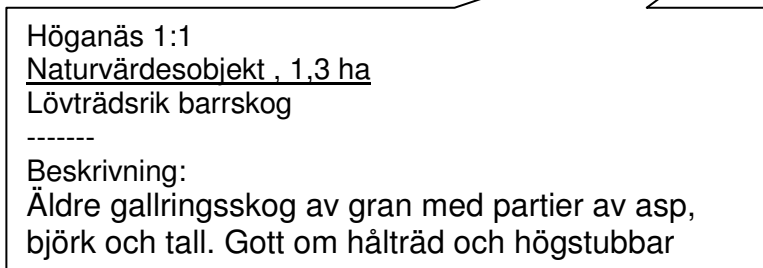 Höganäs 1:1
Naturvärdesobjekt , 1,3 ha
Lövträdsrik barrskog
-------
Beskrivning:
Äldre gallringsskog av gran med partier av asp,
björk och tall. Gott om hålträd och högstubbar